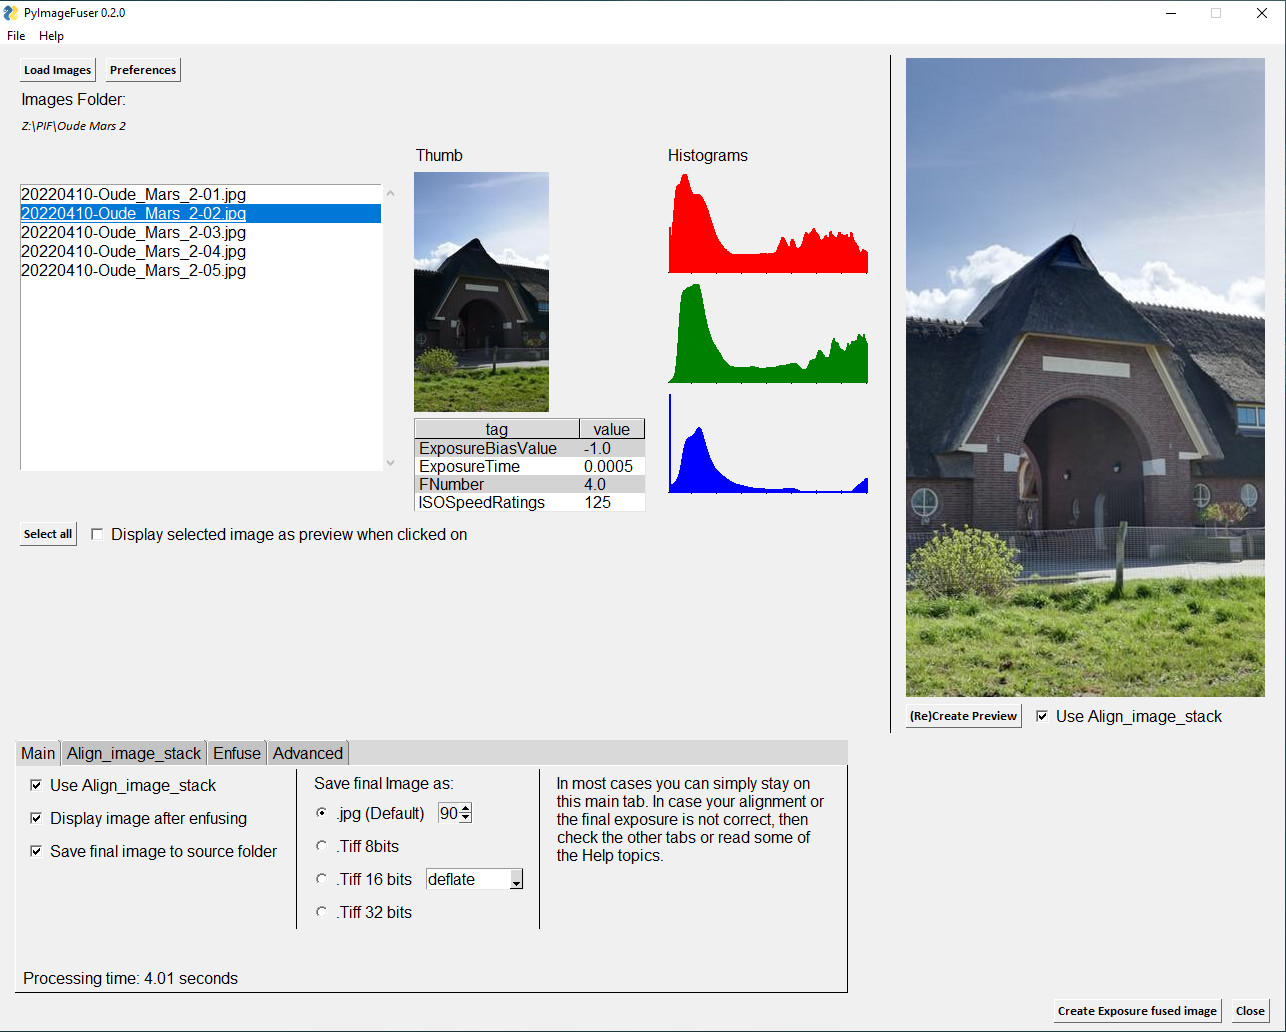 PyImageFuser 0.2.0
File Help
Load Images Preferences
Images Folder:
Z:\PIF\Oude Mars 2
Thumb
Histograms
20220410-Oude_Mars_2-01.jpg
20220410-Oude_Mars_2-02.jpg
20220410-Oude_Mars_2-03.jpg
20220410-Oude_Mars_2-04.jpg
20220410-Oude_Mars_2-05.jpg
tag value
ExposureBiasValue -1.0
ExposureTime 0.0005
FNumber 4.0
ISOSpeedRatings 125
Select all Display selected image as preview when clicked on
(Re)Create Preview Use Align_image_stack
Main Align_image_stack Enfuse Advanced
Use Align_image_stack
Display image after enfusing
Save final image to source folder
Save final Image as:
.jpg (Default) 90
.Tiff 8bits
.Tiff 16 bits deflate
.Tiff 32 bits
In most cases you can simply stay on
this main tab. In case your alignment or
the final exposure is not correct, then
check the other tabs or read some of
the Help topics.
Processing time: 4.01 seconds
Create Exposure fused image Close